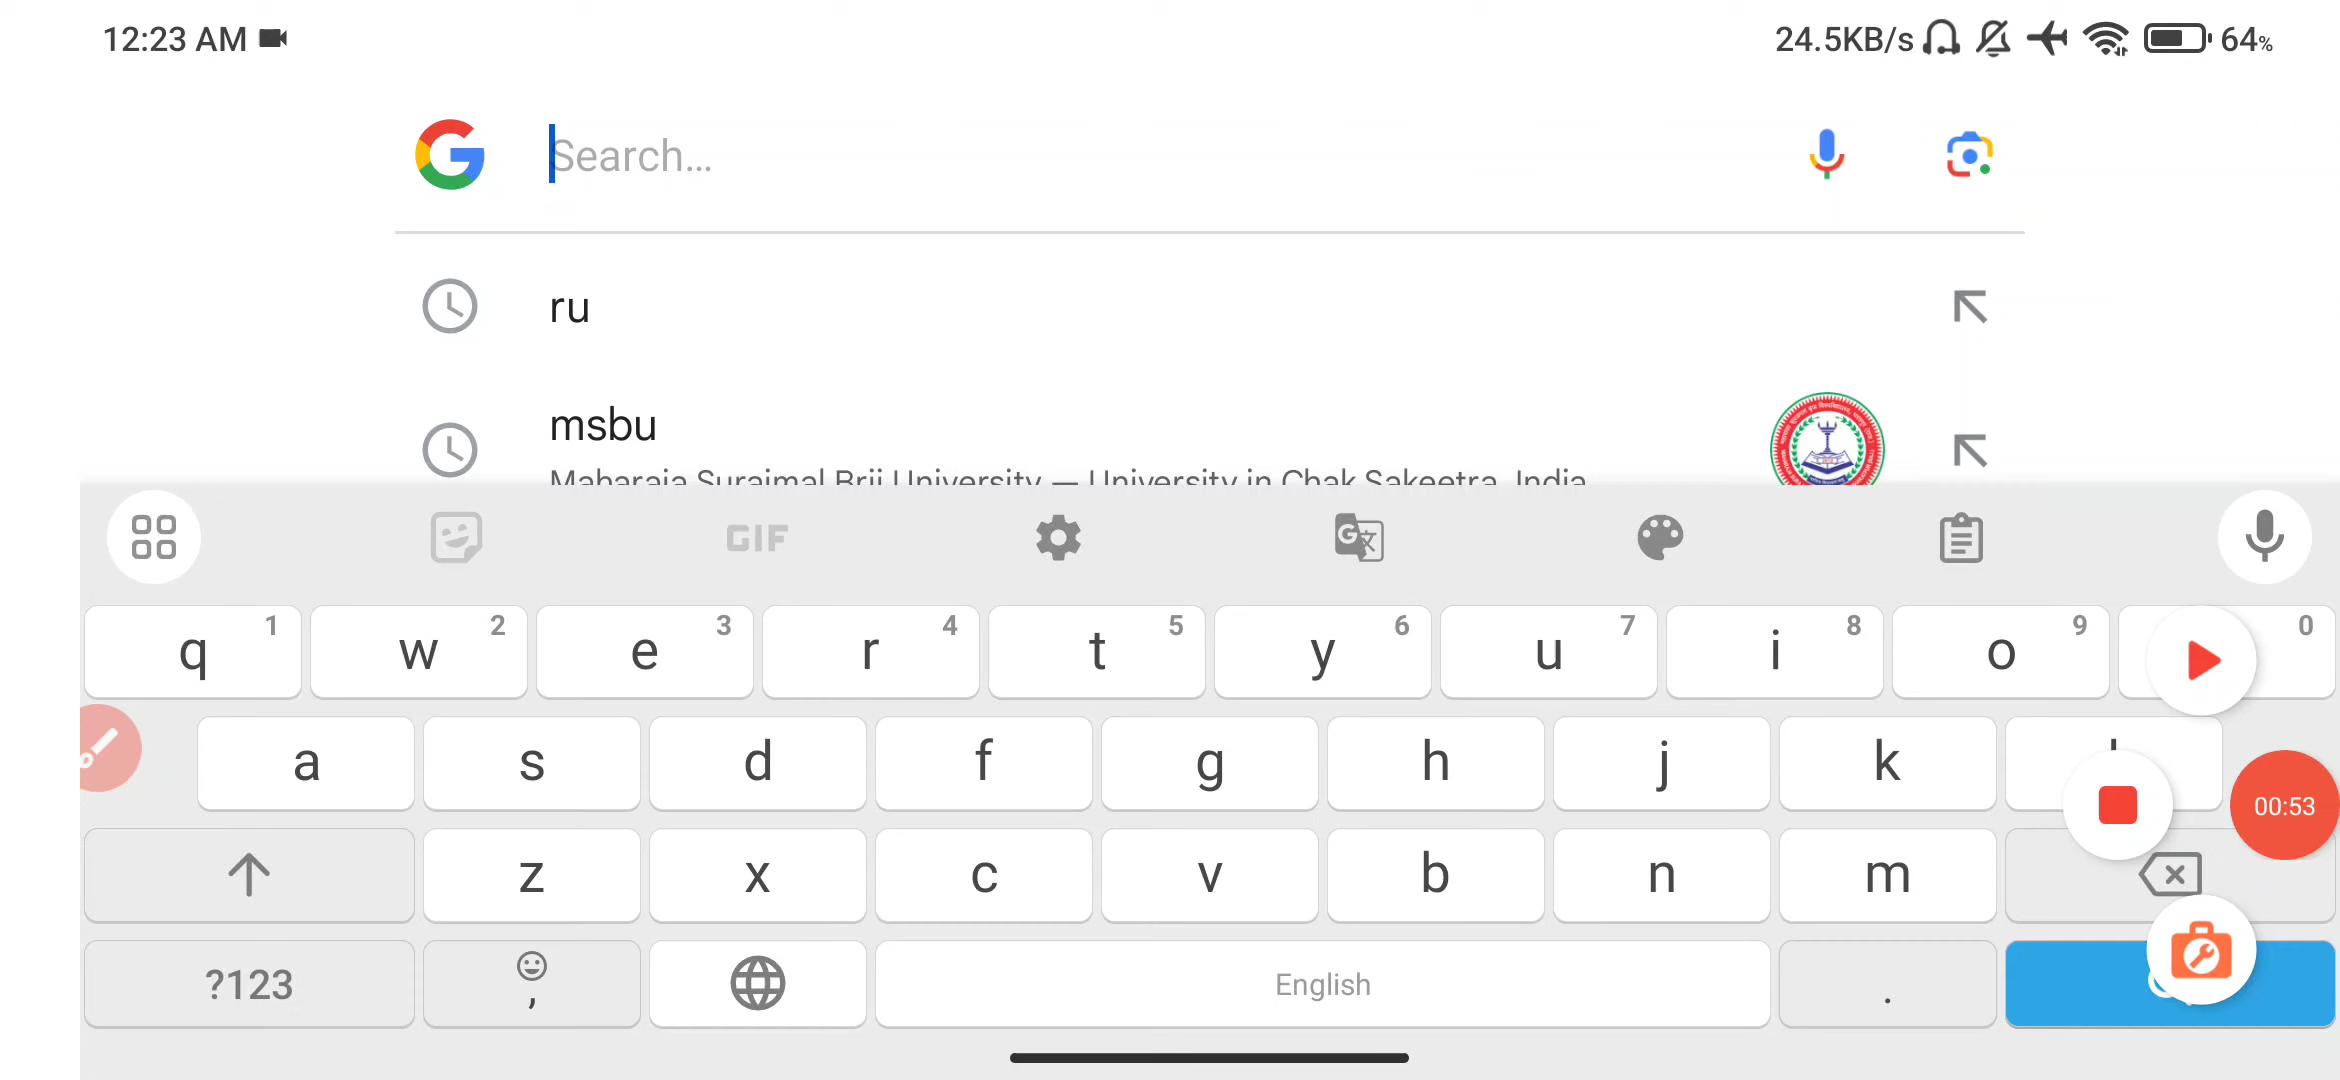 12:23 AM
24.5KB/s 64%
Search...
ru
msbu
Maharaja Surajmal Brij University — University in Chak Sakeetra, India
GIF
q 1 w 2 e 3 r 4 t 5 y 6 u 7 i 8 o 9 0
a s d f g h j k
00:53
z x c v b n m
?123 , English .